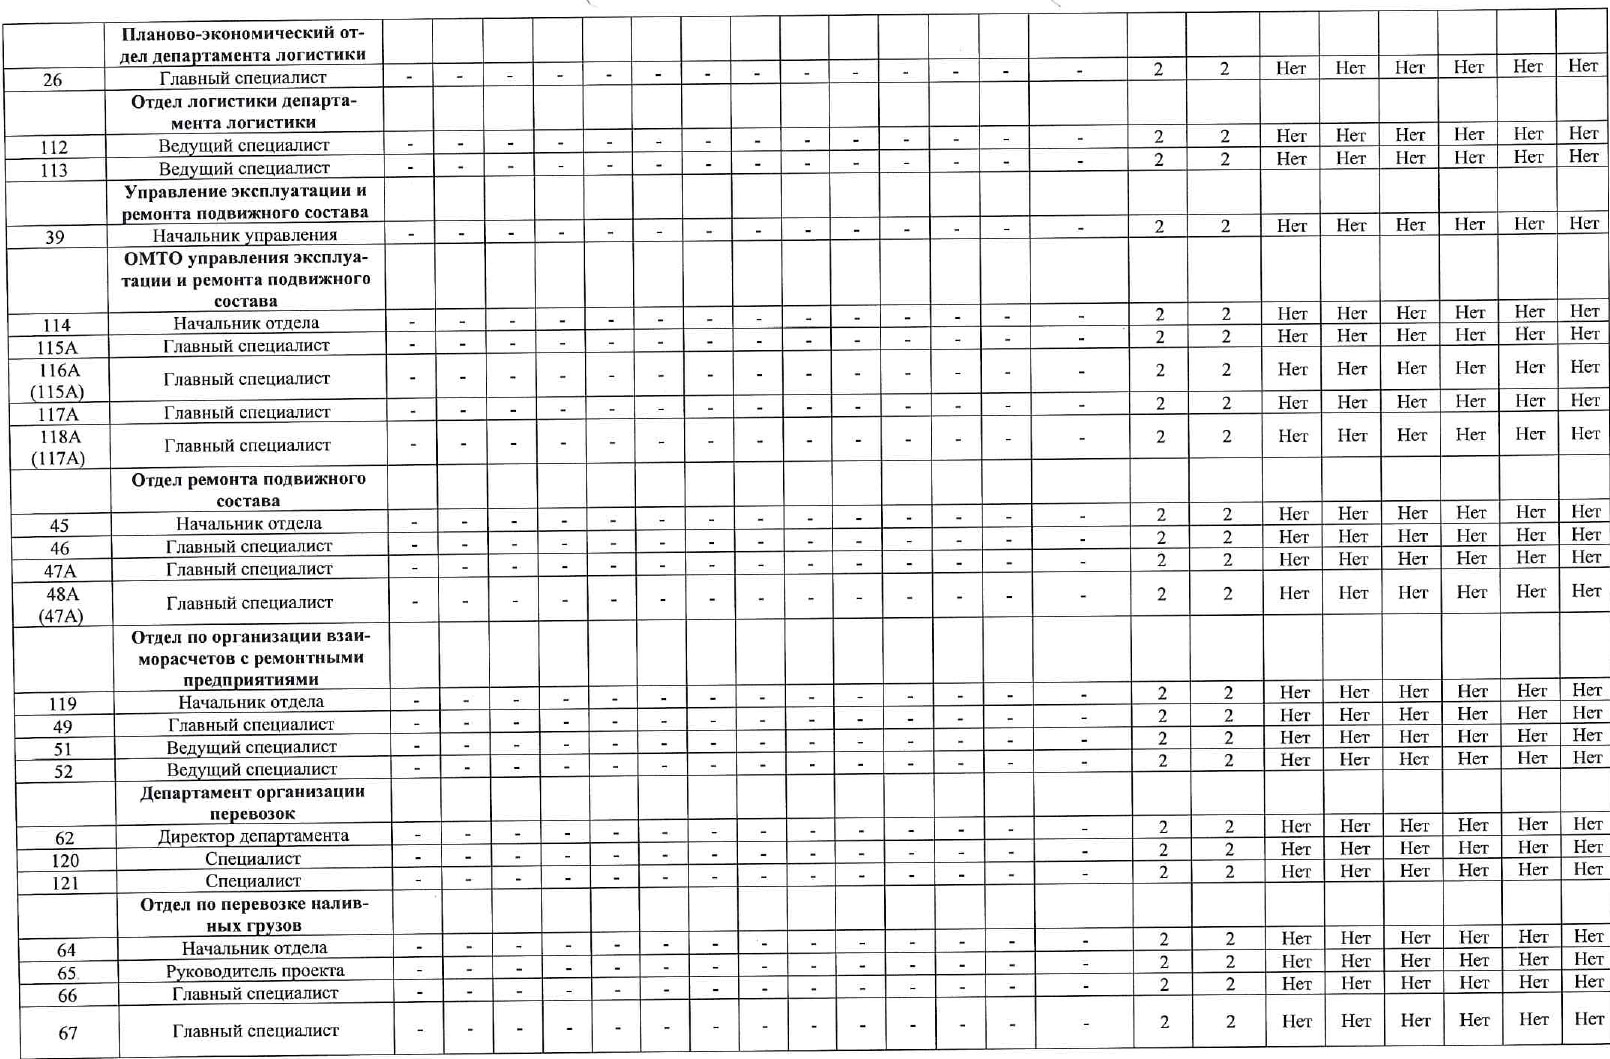 Планово-экономический от-
дел департамента логистики
26 Главный специалист - - - - - - - - - - - - - - 2 2 Нет Нет Нет Нет Нет Нет
Отдел логистики департа-
мента логистики
112 Ведущий специалист - - - - - - - - - - - - - - 2 2 Нет Нет Нет Нет Нет Нет
113 Ведущий специалист - - - - - - - - - - - - - - 2 2 Нет Нет Нет Нет Нет Нет
Управление эксплуатации и
ремонта подвижного состава
39 Начальник управления - - - - - - - - - - - - - - 2 2 Нет Нет Нет Нет Нет Нет
ОМТО управления эксплуа-
тации и ремонта подвижного
состава
114 Начальник отдела - - - - - - - - - - - - - - 2 2 Нет Нет Нет Нет Нет Нет
115А Главный специалист - - - - - - - - - - - - - - 2 2 Нет Нет Нет Нет Нет Нет
116А
(115А) Главный специалист - - - - - - - - - - - - - - 2 2 Нет Нет Нет Нет Нет Нет
117А Главный специалист - - - - - - - - - - - - - - 2 2 Нет Нет Нет Нет Нет Нет
118А
(117А) Главный специалист - - - - - - - - - - - - - - 2 2 Нет Нет Нет Нет Нет Нет
Отдел ремонта подвижного
состава
45 Начальник отдела - - - - - - - - - - - - - - 2 2 Нет Нет Нет Нет Нет Нет
46 Главный специалист - - - - - - - - - - - - - - 2 2 Нет Нет Нет Нет Нет Нет
47А Главный специалист - - - - - - - - - - - - - - 2 2 Нет Нет Нет Нет Нет Нет
48А
(47А) Главный специалист - - - - - - - - - - - - - - 2 2 Нет Нет Нет Нет Нет Нет
Отдел по организации взаи-
морасчетов с ремонтными
предприятиями
119 Начальник отдела - - - - - - - - - - - - - - 2 2 Нет Нет Нет Нет Нет Нет
49 Главный специалист - - - - - - - - - - - - - - 2 2 Нет Нет Нет Нет Нет Нет
51 Ведущий специалист - - - - - - - - - - - - - - 2 2 Нет Нет Нет Нет Нет Нет
52 Ведущий специалист - - - - - - - - - - - - - - 2 2 Нет Нет Нет Нет Нет Нет
Департамент организации
перевозок
62 Директор департамента - - - - - - - - - - - - - - 2 2 Нет Нет Нет Нет Нет Нет
120 Специалист - - - - - - - - - - - - - - 2 2 Нет Нет Нет Нет Нет Нет
121 Специалист - - - - - - - - - - - - - - 2 2 Нет Нет Нет Нет Нет Нет
Отдел по перевозке налив-
ных грузов
64 Начальник отдела - - - - - - - - - - - - - - 2 2 Нет Нет Нет Нет Нет Нет
65 Руководитель проекта - - - - - - - - - - - - - - 2 2 Нет Нет Нет Нет Нет Нет
66 Главный специалист - - - - - - - - - - - - - - 2 2 Нет Нет Нет Нет Нет Нет
67 Главный специалист - - - - - - - - - - - - - - 2 2 Нет Нет Нет Нет Нет Нет